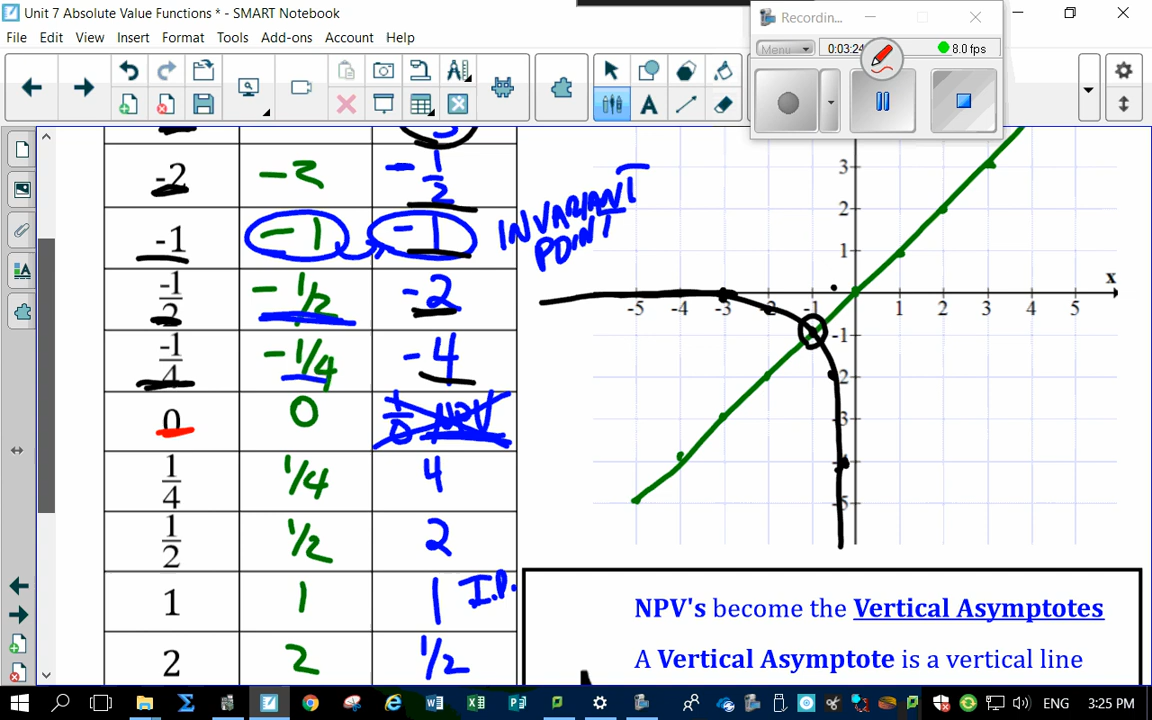 Unit 7 Absolute Value Functions * - SMART Notebook
Recordin...
File Edit View Insert Format Tools Add-ons Account Help
Menu 0:03:24 8.0 fps
-2 -2 -1/2
-1 -1 -1
INVARIANT
POINT
-1/2 -1/2 -2
-1/4 -1/4 -4
0 0 1/0 NPV
1/4 1/4 4
1/2 1/2 2
1 1 1 I.P.
2 2 1/2
3
2
1
x
-5 -4 -3 -2 -1 1 2 3 4 5
-1
-2
-3
-4
-5
NPV's become the Vertical Asymptotes
A Vertical Asymptote is a vertical line
ENG 3:25 PM